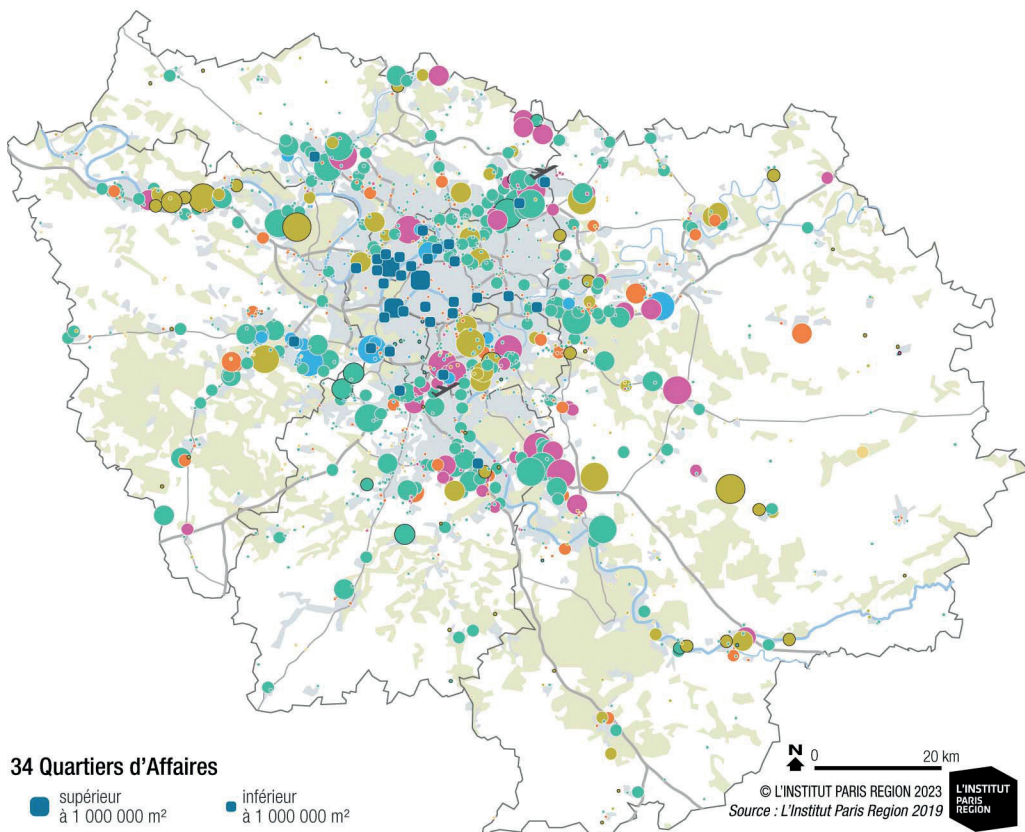 34 Quartiers d'Affaires
supérieur
à 1 000 000 m²
inférieur
à 1 000 000 m²
N
0 20 km
© L'INSTITUT PARIS REGION 2023
Source : L'Institut Paris Region 2019
L'INSTITUT
PARIS
REGION